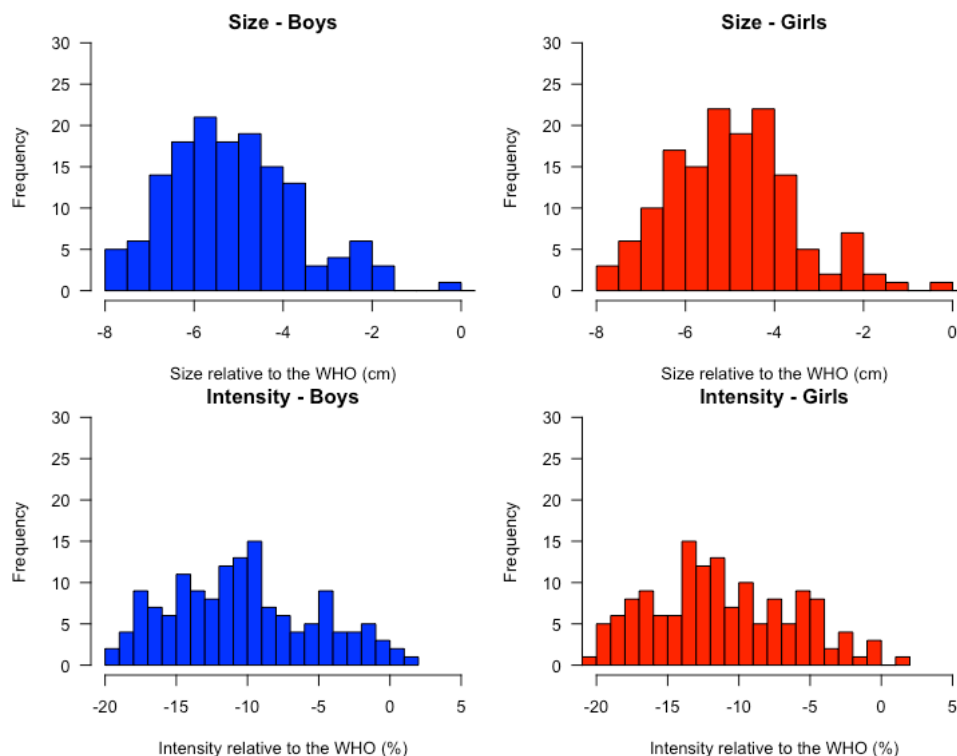 Size - Boys
30
25
20
15
10
5
0
Frequency
-8 -6 -4 -2 0
Size relative to the WHO (cm)
Size - Girls
30
25
20
15
10
5
0
Frequency
-8 -6 -4 -2 0
Size relative to the WHO (cm)
Intensity - Boys
30
25
20
15
10
5
0
Frequency
-20 -15 -10 -5 0 5
Intensity relative to the WHO (%)
Intensity - Girls
30
25
20
15
10
5
0
Frequency
-20 -15 -10 -5 0 5
Intensity relative to the WHO (%)